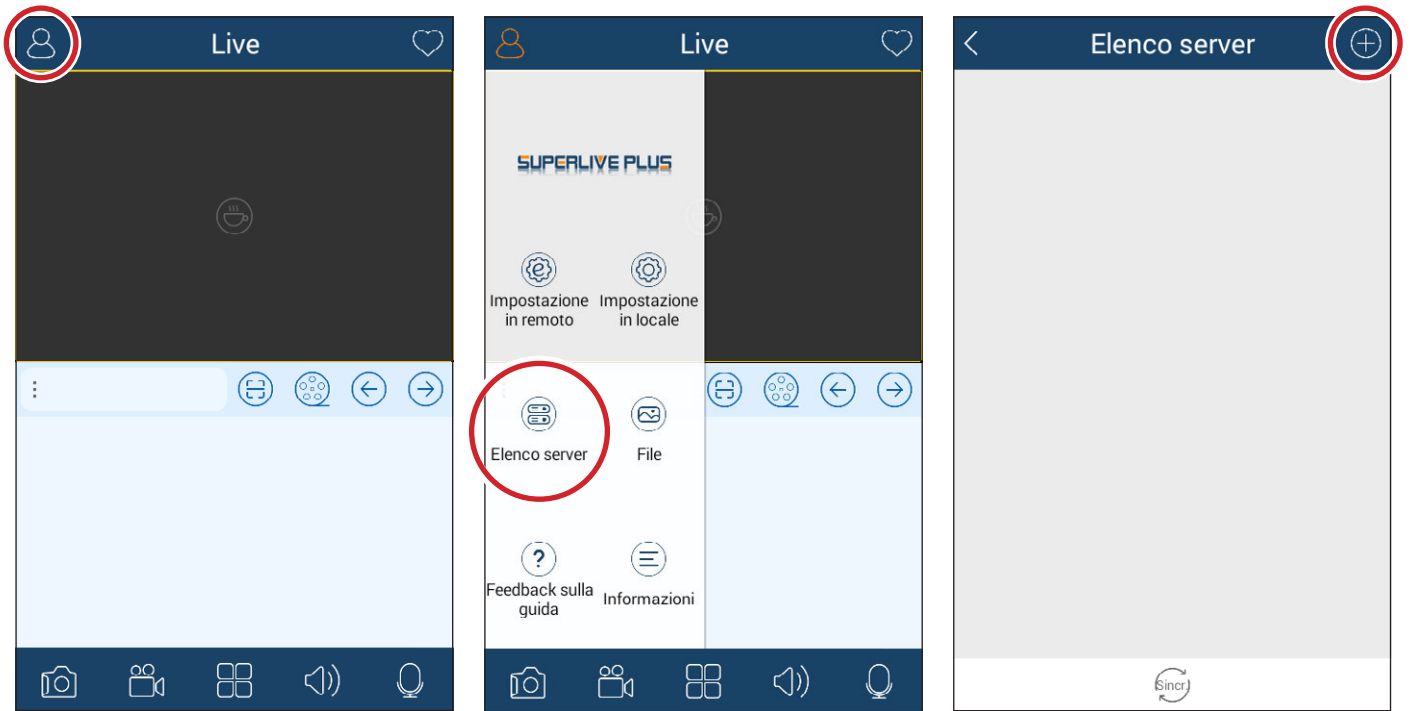 Live
Live
SUPERLIVE PLUS
Impostazione
in remoto
Impostazione
in locale
Elenco server
File
?
Feedback sulla
guida
Informazioni
Elenco server
Sincr.